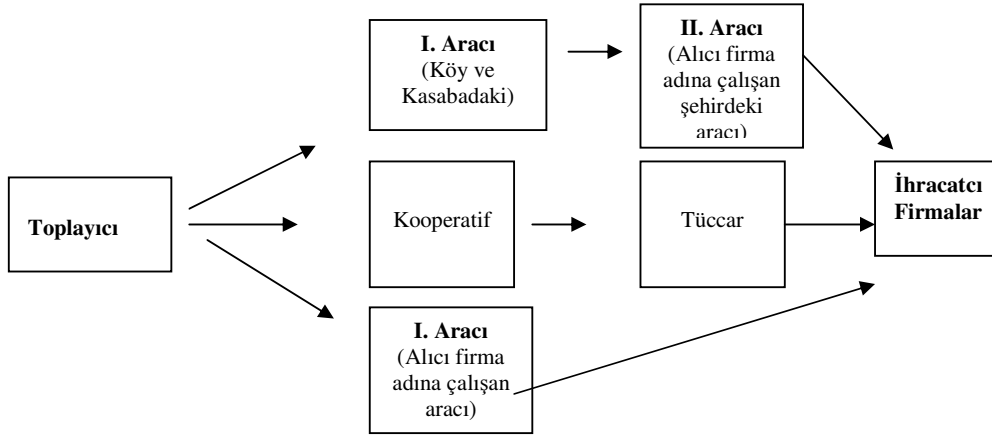 I. Aracı
(Köy ve
Kasabadaki)
II. Aracı
(Alıcı firma
adına çalışan
şehirdeki
aracı)
Toplayıcı
Kooperatif
Tüccar
İhracatcı
Firmalar
I. Aracı
(Alıcı firma
adına çalışan
aracı)